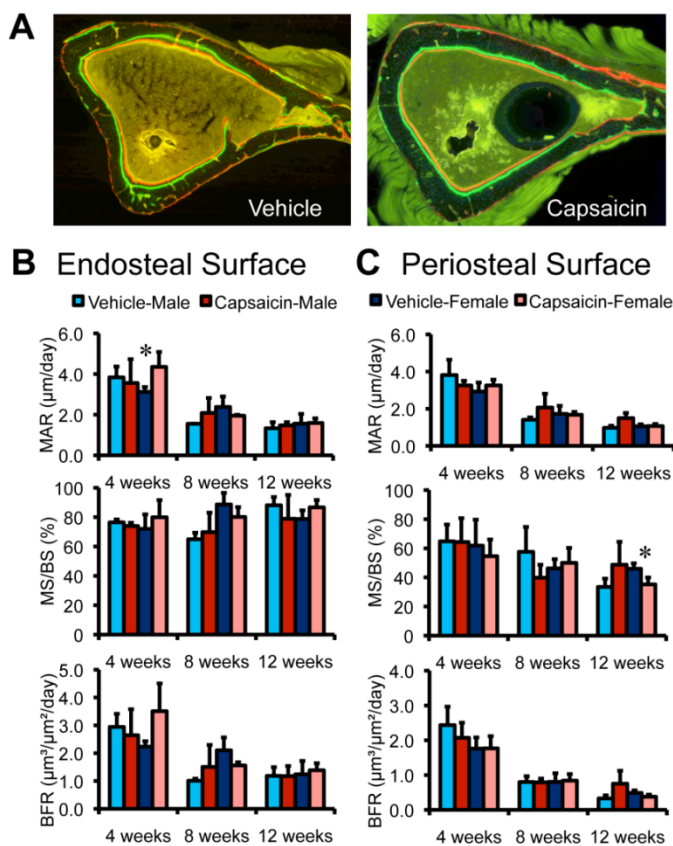 A
Vehicle
Capsaicin
B Endosteal Surface
C Periosteal Surface
Vehicle-Male Capsaicin-Male
Vehicle-Female Capsaicin-Female
MAR (µm/day)
6.0
4.0
2.0
0.0
*
4 weeks 8 weeks 12 weeks
MAR (µm/day)
6.0
4.0
2.0
0.0
4 weeks 8 weeks 12 weeks
MS/BS (%)
100
80
60
40
20
0
4 weeks 8 weeks 12 weeks
MS/BS (%)
100
80
60
40
20
0
*
4 weeks 8 weeks 12 weeks
BFR (µm³/µm²/day)
5.0
4.0
3.0
2.0
1.0
0.0
4 weeks 8 weeks 12 weeks
BFR (µm³/µm²/day)
4.0
3.0
2.0
1.0
0.0
4 weeks 8 weeks 12 weeks